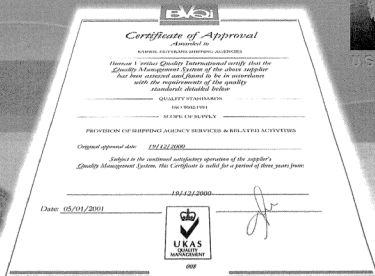 BVQI
Certificate of Approval
Awarded to
SHIPPING AGENCIES
Bureau Veritas Quality International certify that the
Quality Management System of the above supplier
has been assessed and found to be in accordance
with the requirements of the quality
standards detailed below
QUALITY STANDARDS
SCOPE OF SUPPLY
PROVISION OF SHIPPING AGENCY SERVICES & RELATED ACTIVITIES
Original approval date: 19/12/2000
Subject to the continued satisfactory operation of the supplier's
Quality Management System, this Certificate is valid for a period of three years from:
19/12/2000
Date: 05/01/2001
UKAS
QUALITY
MANAGEMENT
008